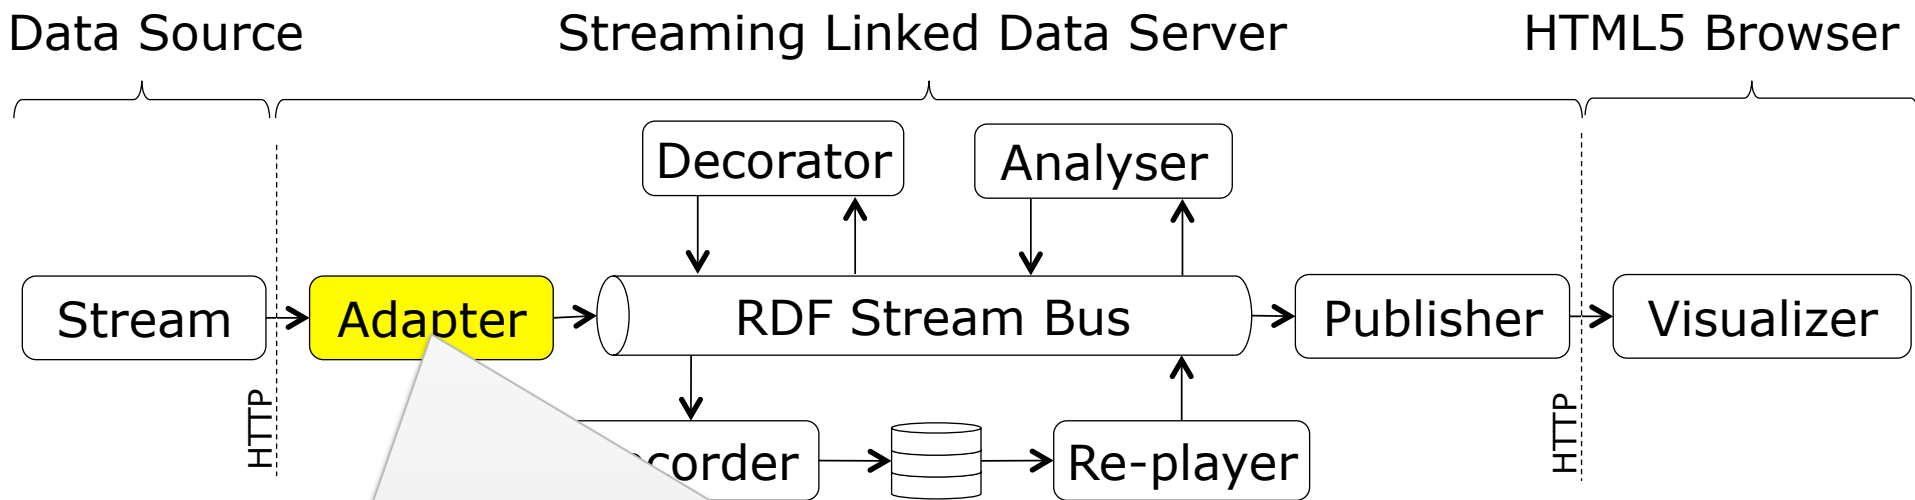 Data Source
Streaming Linked Data Server
HTML5 Browser
Decorator
Analyser
Stream
Adapter
RDF Stream Bus
Publisher
Visualizer
HTTP
HTTP
corder
Re-player